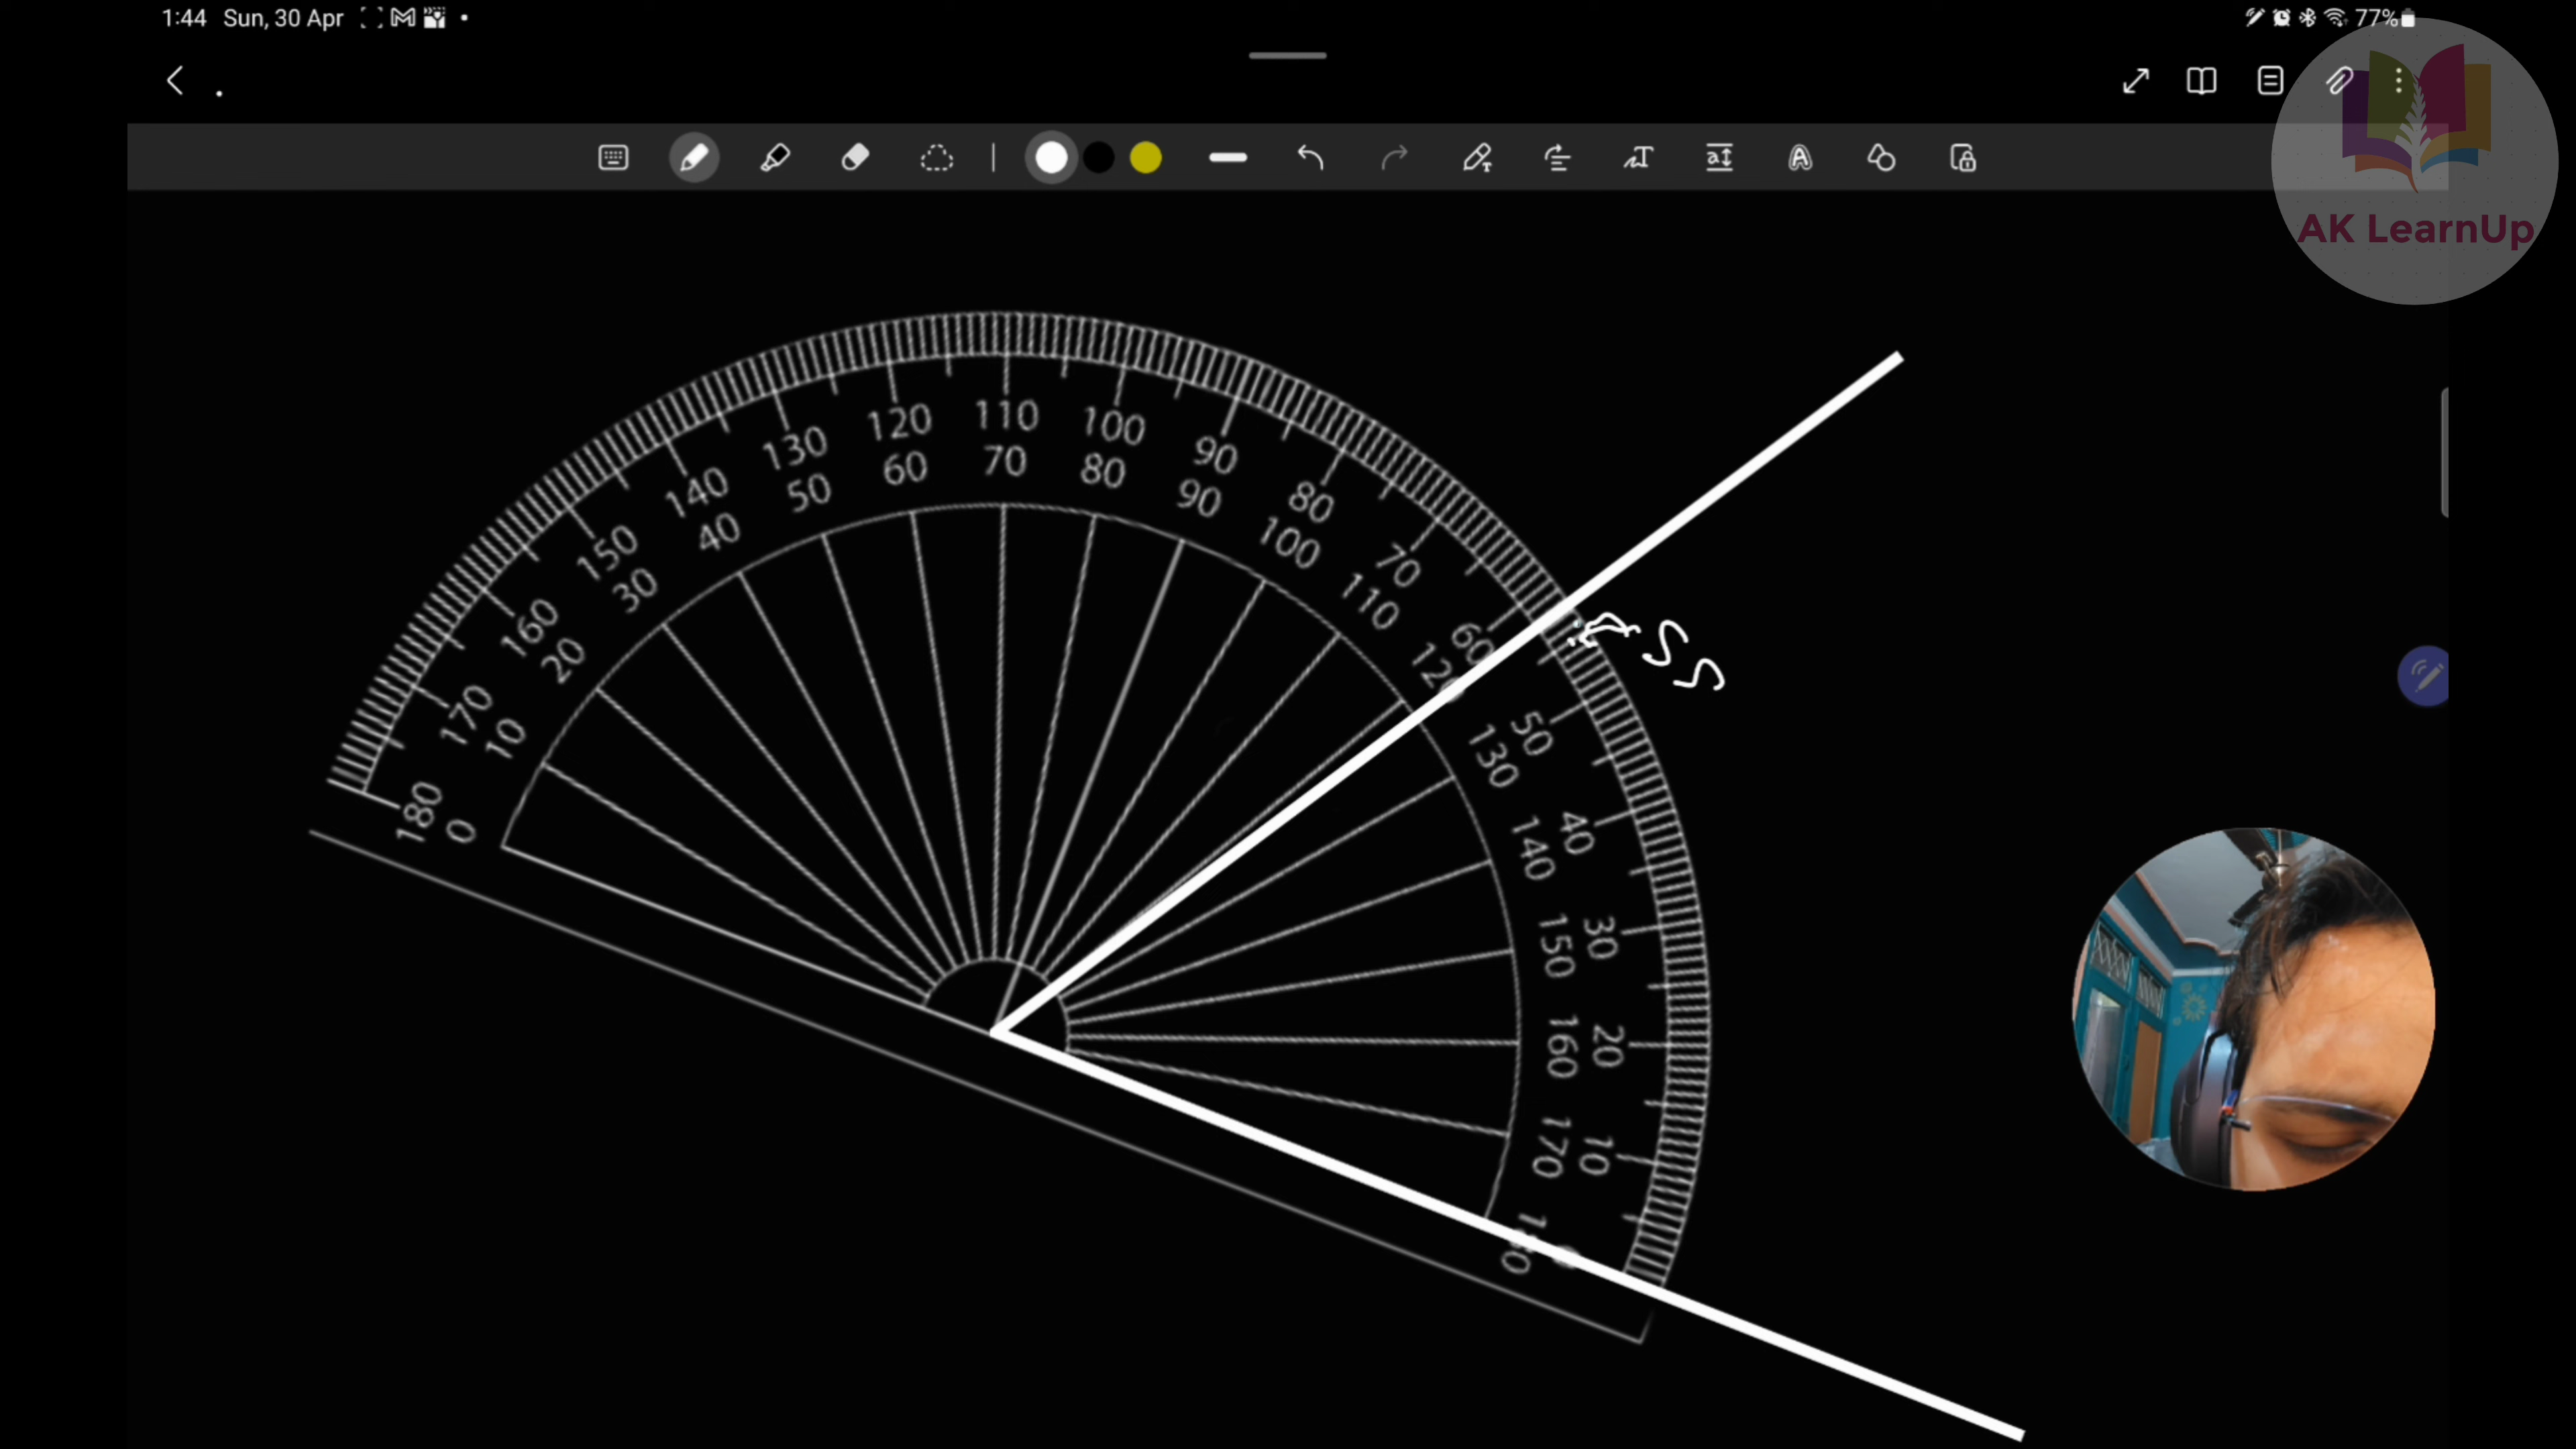 1:44 Sun, 30 Apr
77%
AK LearnUp
180 170 160 150 140 130 120 110 100 90 80 70 60 50 40 30 20 10
0 10 20 30 40 50 60 70 80 90 100 110 120 130 140 150 160 170 180
55